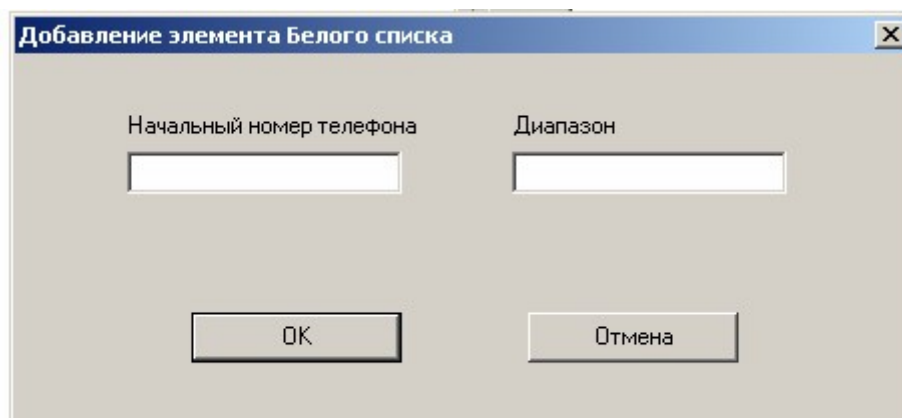 Добавление элемента Белого списка
Начальный номер телефона Диапазон
OK Отмена